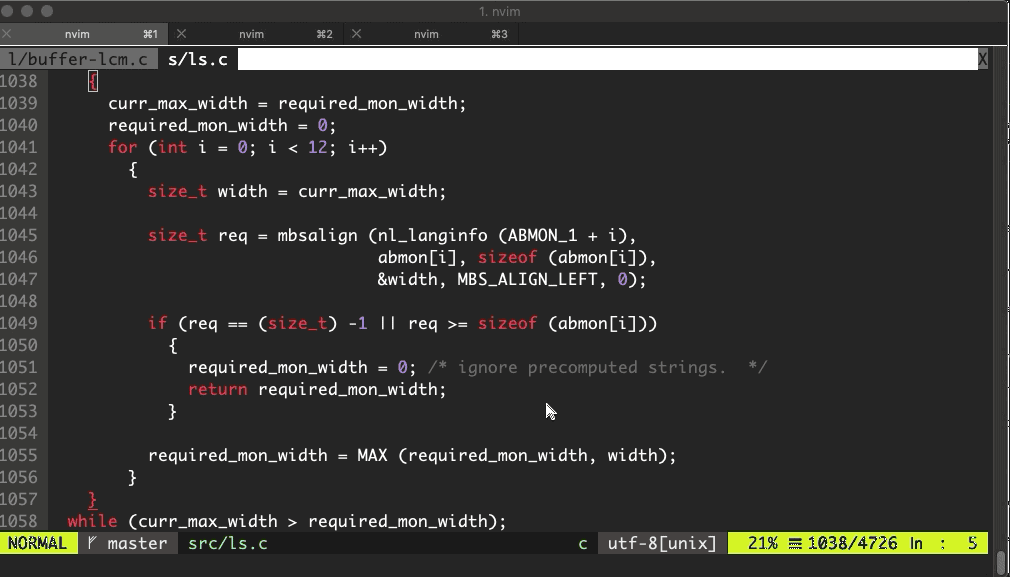 1. nvim
nvim ⌘1 nvim ⌘2 nvim ⌘3
l/buffer-lcm.c s/ls.c X
1038 {
1039 curr_max_width = required_mon_width;
1040 required_mon_width = 0;
1041 for (int i = 0; i < 12; i++)
1042 {
1043 size_t width = curr_max_width;
1044
1045 size_t req = mbsalign (nl_langinfo (ABMON_1 + i),
1046 abmon[i], sizeof (abmon[i]),
1047 &width, MBS_ALIGN_LEFT, 0);
1048
1049 if (req == (size_t) -1 || req >= sizeof (abmon[i]))
1050 {
1051 required_mon_width = 0; /* ignore precomputed strings.  */
1052 return required_mon_width;
1053 }
1054
1055 required_mon_width = MAX (required_mon_width, width);
1056 }
1057 }
1058 while (curr_max_width > required_mon_width);
NORMAL master src/ls.c c utf-8[unix] 21% ☰ 1038/4726 ln : 5